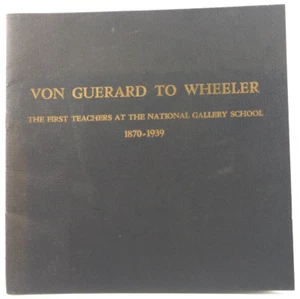 VON GUERARD TO WHEELER
THE FIRST TEACHERS AT THE NATIONAL GALLERY SCHOOL
1870-1939